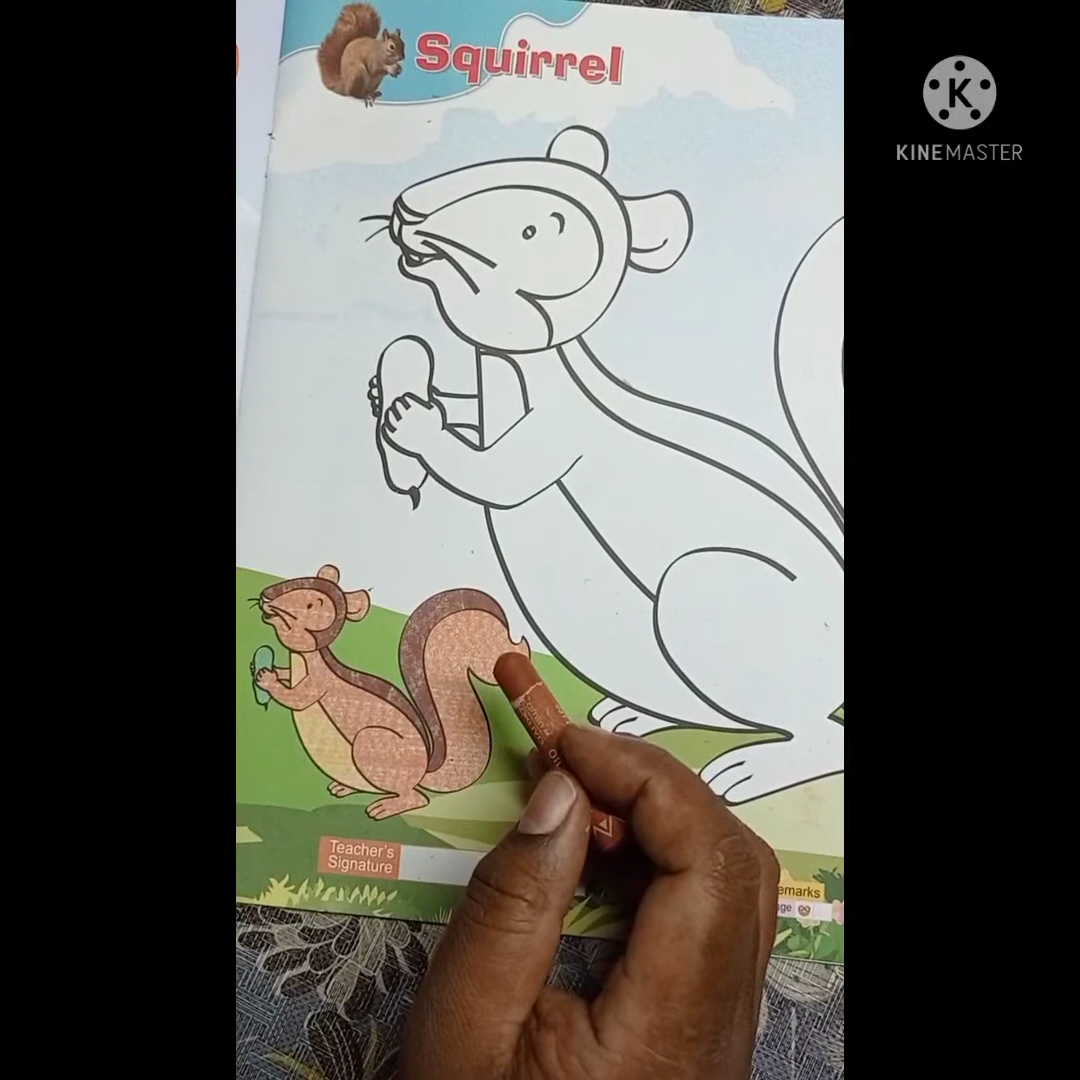 Squirrel
K
KINEMASTER
Teacher's
Signature
emarks